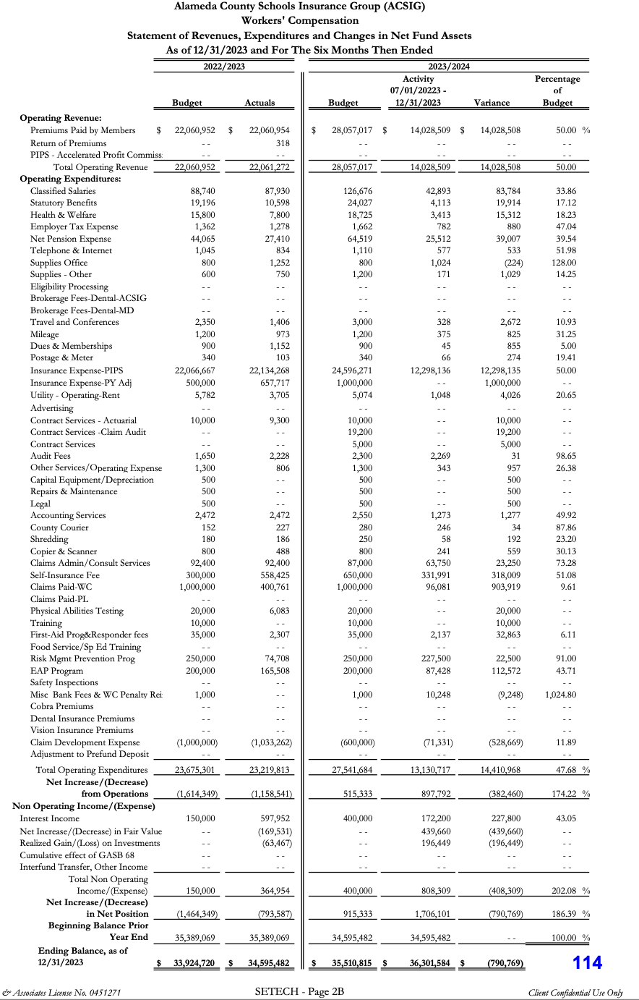 Alameda County Schools Insurance Group (ACSIG)
Workers' Compensation
Statement of Revenues, Expenditures and Changes in Net Fund Assets
As of 12/31/2023 and For The Six Months Then Ended
2022/2023 2023/2024
Activity Percentage
07/01/20223 - of
Budget Actuals Budget 12/31/2023 Variance Budget
Operating Revenue:
Premiums Paid by Members $ 22,060,952 $ 22,060,954 $ 28,057,017 $ 14,028,509 $ 14,028,508 50.00 %
Return of Premiums - - 318 - - - - - - - -
PIPS - Accelerated Profit Commiss: - - - - - - - - - - - -
Total Operating Revenue 22,060,952 22,061,272 28,057,017 14,028,509 14,028,508 50.00
Operating Expenditures:
Classified Salaries 88,740 87,930 126,676 42,893 83,784 33.86
Statutory Benefits 19,196 10,598 24,027 4,113 19,914 17.12
Health & Welfare 15,800 7,800 18,725 3,413 15,312 18.23
Employer Tax Expense 1,362 1,278 1,662 782 880 47.04
Net Pension Expense 44,065 27,410 64,519 25,512 39,007 39.54
Telephone & Internet 1,045 834 1,110 577 533 51.98
Supplies Office 800 1,252 800 1,024 (224) 128.00
Supplies - Other 600 750 1,200 171 1,029 14.25
Eligibility Processing - - - - - - - - - - - -
Brokerage Fees-Dental-ACSIG - - - - - - - - - - - -
Brokerage Fees-Dental-MD - - - - - - - - - - - -
Travel and Conferences 2,350 1,406 3,000 328 2,672 10.93
Mileage 1,200 973 1,200 375 825 31.25
Dues & Memberships 900 1,152 900 45 855 5.00
Postage & Meter 340 103 340 66 274 19.41
Insurance Expense-PIPS 22,066,667 22,134,268 24,596,271 12,298,136 12,298,135 50.00
Insurance Expense-PY Adj 500,000 657,717 1,000,000 - - 1,000,000 - -
Utility - Operating-Rent 5,782 3,705 5,074 1,048 4,026 20.65
Advertising - - - - - - - - - - - -
Contract Services - Actuarial 10,000 9,300 10,000 - - 10,000 - -
Contract Services -Claim Audit - - - - 19,200 - - 19,200 - -
Contract Services - - - - 5,000 - - 5,000 - -
Audit Fees 1,650 2,228 2,300 2,269 31 98.65
Other Services/Operating Expense 1,300 806 1,300 343 957 26.38
Capital Equipment/Depreciation 500 - - 500 - - 500 - -
Repairs & Maintenance 500 - - 500 - - 500 - -
Legal 500 - - 500 - - 500 - -
Accounting Services 2,472 2,472 2,550 1,273 1,277 49.92
County Courier 152 227 280 246 34 87.86
Shredding 180 186 250 58 192 23.20
Copier & Scanner 800 488 800 241 559 30.13
Claims Admin/Consult Services 92,400 92,400 87,000 63,750 23,250 73.28
Self-Insurance Fee 300,000 558,425 650,000 331,991 318,009 51.08
Claims Paid-WC 1,000,000 400,761 1,000,000 96,081 903,919 9.61
Claims Paid-PL - - - - - - - - - - - -
Physical Abilities Testing 20,000 6,083 20,000 - - 20,000 - -
Training 10,000 - - 10,000 - - 10,000 - -
First-Aid Prog&Responder fees 35,000 2,307 35,000 2,137 32,863 6.11
Food Service/Sp Ed Training - - - - - - - - - - - -
Risk Mgmt Prevention Prog 250,000 74,708 250,000 227,500 22,500 91.00
EAP Program 200,000 165,508 200,000 87,428 112,572 43.71
Safety Inspections - - - - - - - - - - - -
Misc Bank Fees & WC Penalty Rei 1,000 - - 1,000 10,248 (9,248) 1,024.80
Cobra Premiums - - - - - - - - - - - -
Dental Insurance Premiums - - - - - - - - - - - -
Vision Insurance Premiums - - - - - - - - - - - -
Claim Development Expense (1,000,000) (1,033,262) (600,000) (71,331) (528,669) 11.89
Adjustment to Prefund Deposit - - - - - - - - - - - -
Total Operating Expenditures 23,675,301 23,219,813 27,541,684 13,130,717 14,410,968 47.68 %
Net Increase/(Decrease)
from Operations (1,614,349) (1,158,541) 515,333 897,792 (382,460) 174.22 %
Non Operating Income/(Expense)
Interest Income 150,000 597,952 400,000 172,200 227,800 43.05
Net Increase/(Decrease) in Fair Value - - (169,531) - - 439,660 (439,660) - -
Realized Gain/(Loss) on Investments - - (63,467) - - 196,449 (196,449) - -
Cumulative effect of GASB 68 - - - - - - - - - - - -
Interfund Transfer, Other Income - - - - - - - - - - - -
Total Non Operating
Income/(Expense) 150,000 364,954 400,000 808,309 (408,309) 202.08 %
Net Increase/(Decrease)
in Net Position (1,464,349) (793,587) 915,333 1,706,101 (790,769) 186.39 %
Beginning Balance Prior
Year End 35,389,069 35,389,069 34,595,482 34,595,482 - - 100.00 %
Ending Balance, as of
12/31/2023 $ 33,924,720 $ 34,595,482 $ 35,510,815 $ 36,301,584 $ (790,769)
114
& Associates License No. 0451271 SETECH - Page 2B Client Confidential Use Only